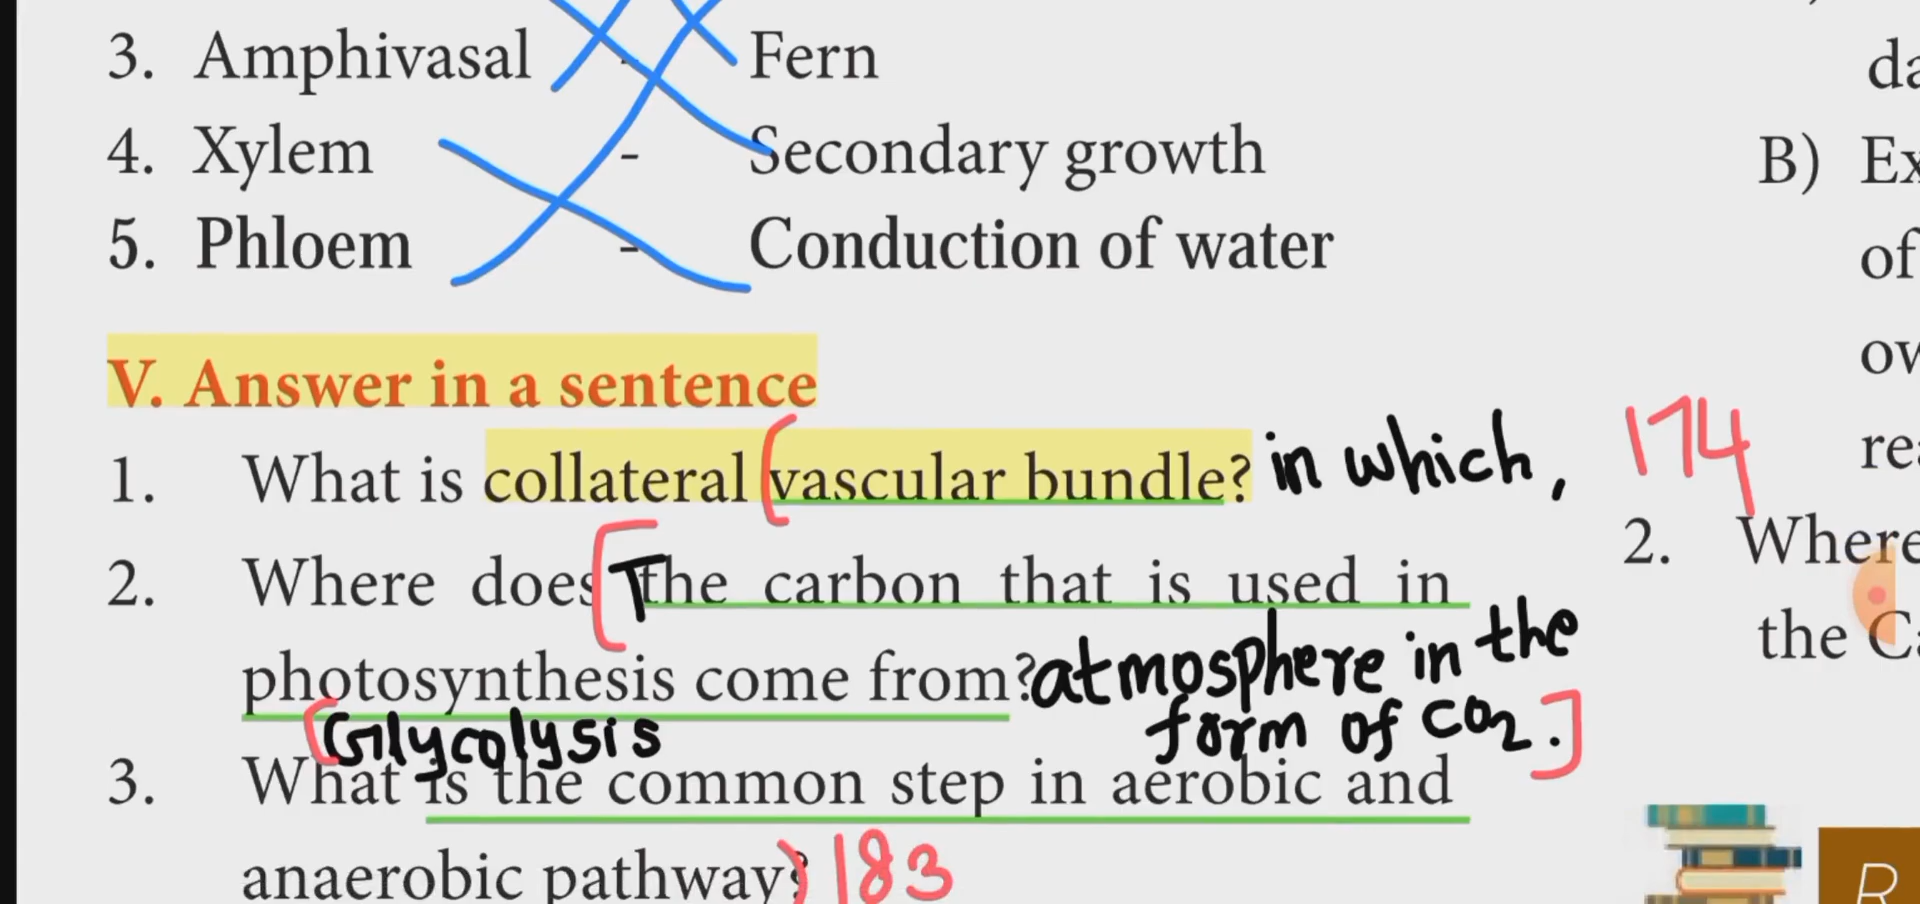 3. Amphivasal - Fern
4. Xylem - Secondary growth
5. Phloem - Conduction of water
V. Answer in a sentence
1. What is collateral vascular bundle? in which, 174
2. Where does The carbon that is used in
photosynthesis come from? atmosphere in the
form of CO2.
Glycolysis
3. What is the common step in aerobic and
anaerobic pathway? 183
da
B) Ex
of
ow
re
2. Where
the Ca
R